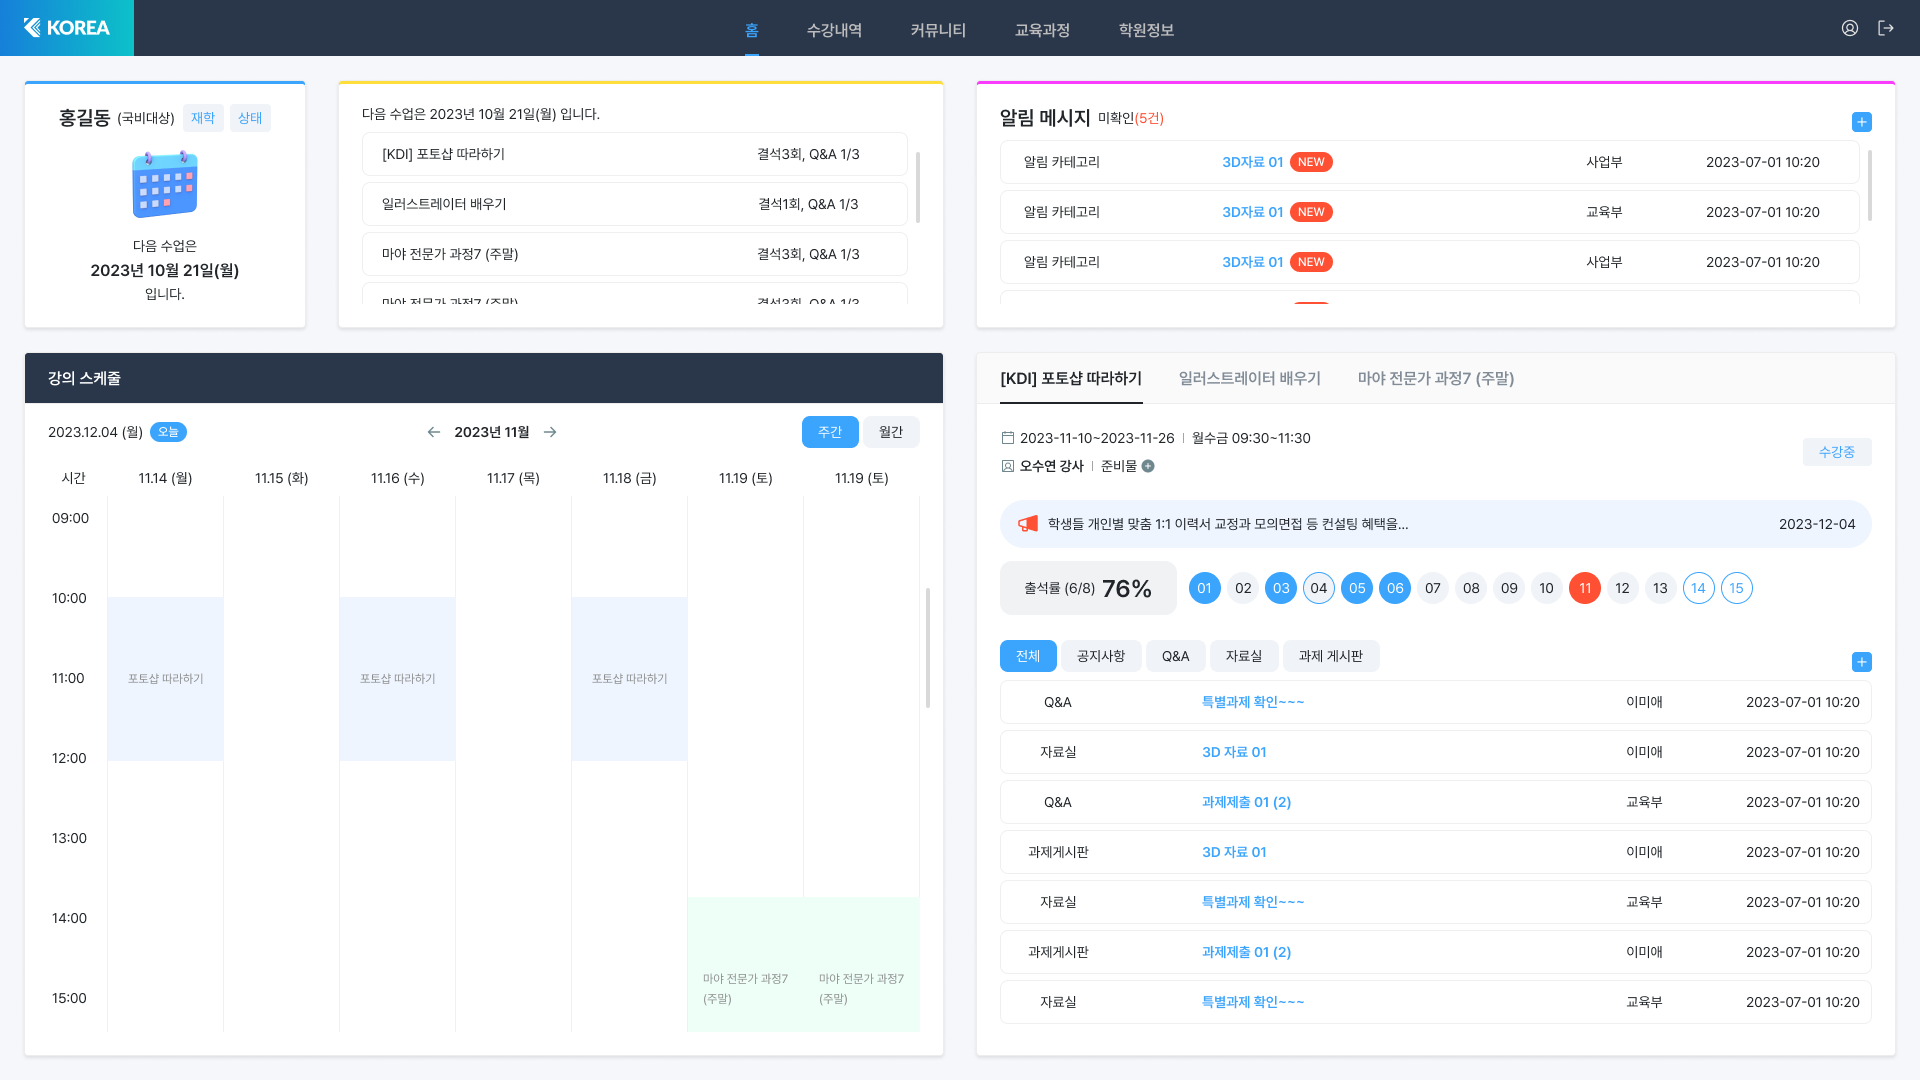 KOREA
홈 수강내역 커뮤니티 교육과정 학원정보
홍길동 (국비대상) 재학 상태
다음 수업은
2023년 10월 21일(월)
입니다.
다음 수업은 2023년 10월 21일(월) 입니다.
[KDI] 포토샵 따라하기 결석3회, Q&A 1/3
일러스트레이터 배우기 결석1회, Q&A 1/3
마야 전문가 과정7 (주말) 결석3회, Q&A 1/3
마야 전문가 과정7 (주말) 결석3회, Q&A 1/3
알림 메시지 미확인(5건)
알림 카테고리 3D자료 01 NEW 사업부 2023-07-01 10:20
알림 카테고리 3D자료 01 NEW 교육부 2023-07-01 10:20
알림 카테고리 3D자료 01 NEW 사업부 2023-07-01 10:20
강의 스케줄
2023.12.04 (월) 오늘 2023년 11월 주간 월간
시간 11.14 (월) 11.15 (화) 11.16 (수) 11.17 (목) 11.18 (금) 11.19 (토) 11.19 (토)
09:00
10:00
11:00 포토샵 따라하기 포토샵 따라하기 포토샵 따라하기
12:00
13:00
14:00
마야 전문가 과정7 마야 전문가 과정7
15:00 (주말) (주말)
[KDI] 포토샵 따라하기 일러스트레이터 배우기 마야 전문가 과정7 (주말)
2023-11-10~2023-11-26 월수금 09:30~11:30
오수연 강사 준비물
수강중
학생들 개인별 맞춤 1:1 이력서 교정과 모의면접 등 컨설팅 혜택을... 2023-12-04
출석률 (6/8) 76% 01 02 03 04 05 06 07 08 09 10 11 12 13 14 15
전체 공지사항 Q&A 자료실 과제 게시판
Q&A 특별과제 확인~~~ 이미애 2023-07-01 10:20
자료실 3D 자료 01 이미애 2023-07-01 10:20
Q&A 과제제출 01 (2) 교육부 2023-07-01 10:20
과제게시판 3D 자료 01 이미애 2023-07-01 10:20
자료실 특별과제 확인~~~ 교육부 2023-07-01 10:20
과제게시판 과제제출 01 (2) 이미애 2023-07-01 10:20
자료실 특별과제 확인~~~ 교육부 2023-07-01 10:20